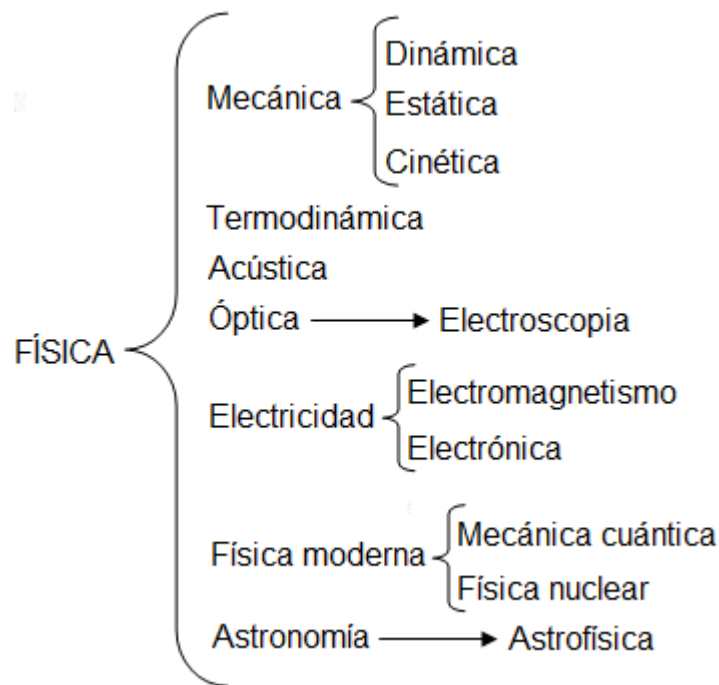 Dinámica
Mecánica
Estática
Cinética
Termodinámica
Acústica
Óptica
Electroscopia
FÍSICA
Electromagnetismo
Electricidad
Electrónica
Mecánica cuántica
Física moderna
Física nuclear
Astronomía
Astrofísica